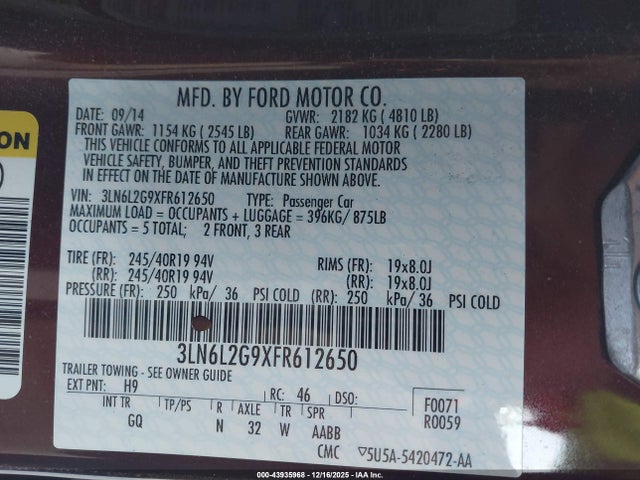 MFD. BY FORD MOTOR CO.
DATE: 09/14 GVWR: 2182 KG ( 4810 LB)
FRONT GAWR: 1154 KG ( 2545 LB) REAR GAWR: 1034 KG ( 2280 LB)
THIS VEHICLE CONFORMS TO ALL APPLICABLE FEDERAL MOTOR
VEHICLE SAFETY, BUMPER, AND THEFT PREVENTION STANDARDS
IN EFFECT ON THE DATE OF MANUFACTURE SHOWN ABOVE.
VIN: 3LN6L2G9XFR612650 TYPE: Passenger Car
MAXIMUM LOAD = OCCUPANTS + LUGGAGE = 396KG/ 875LB
OCCUPANTS = 5 TOTAL; 2 FRONT, 3 REAR
TIRE (FR): 245/40R19 94V RIMS (FR): 19x8.0J
(RR): 245/40R19 94V (RR): 19x8.0J
PRESSURE (FR): 250 kPa/ 36 PSI COLD (RR): 250 kPa/ 36 PSI COLD
3LN6L2G9XFR612650
TRAILER TOWING - SEE OWNER GUIDE
EXT PNT: H9 RC: 46 DSO:
F0071
R0059
INT TR TP/PS R AXLE TR SPR
GQ N 32 W AABB
CMC ▽5U5A-5420472-AA
ION
© 44-43935968 - 12/16/2025 - IAAI.COM